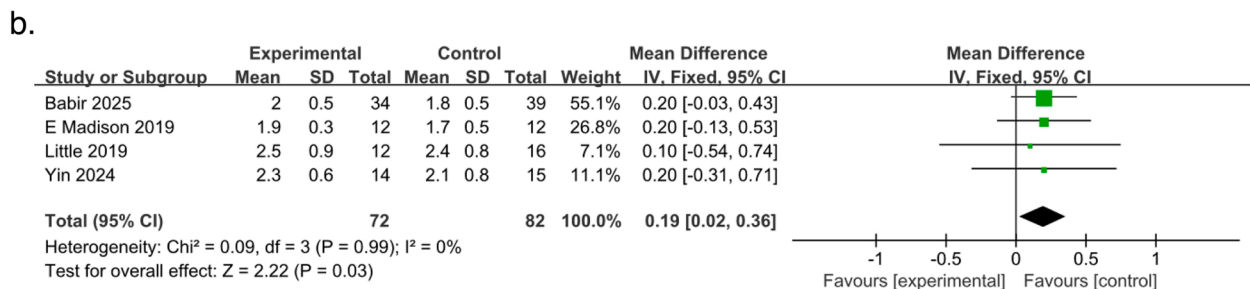 b.
Experimental Control Mean Difference Mean Difference
Study or Subgroup Mean SD Total Mean SD Total Weight IV, Fixed, 95% CI IV, Fixed, 95% CI
Babir 2025 2 0.5 34 1.8 0.5 39 55.1% 0.20 [-0.03, 0.43]
E Madison 2019 1.9 0.3 12 1.7 0.5 12 26.8% 0.20 [-0.13, 0.53]
Little 2019 2.5 0.9 12 2.4 0.8 16 7.1% 0.10 [-0.54, 0.74]
Yin 2024 2.3 0.6 14 2.1 0.8 15 11.1% 0.20 [-0.31, 0.71]
Total (95% CI) 72 82 100.0% 0.19 [0.02, 0.36]
Heterogeneity: Chi² = 0.09, df = 3 (P = 0.99); I² = 0%
Test for overall effect: Z = 2.22 (P = 0.03)
-1 -0.5 0 0.5 1
Favours [experimental] Favours [control]